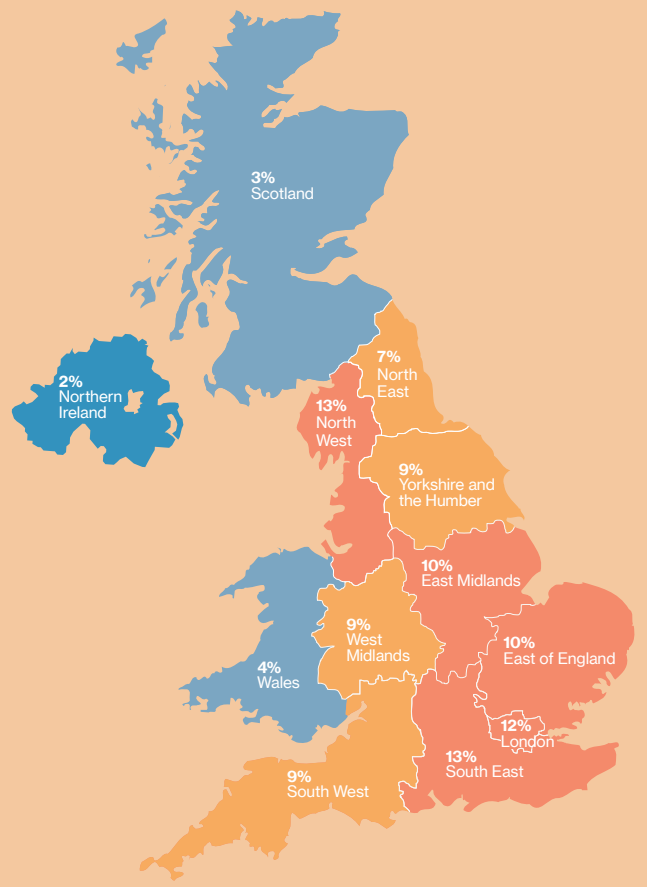 3%
Scotland
2%
Northern
Ireland
7%
North
East
13%
North
West
9%
Yorkshire and
the Humber
10%
East Midlands
9%
West
Midlands
10%
East of England
4%
Wales
12%
London
13%
South East
9%
South West